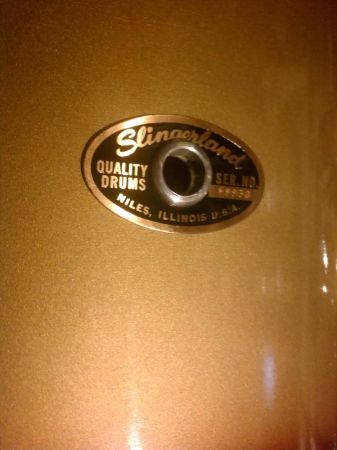 Slingerland
QUALITY
DRUMS
SER. NO.
NILES, ILLINOIS U.S.A.